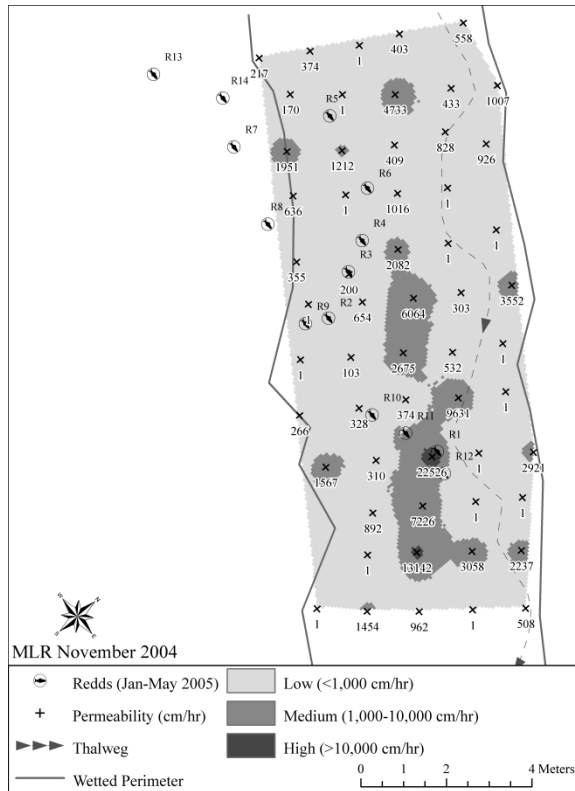 558
403
1
374
217
R13
R14
R5
170
1
4733
433
1007
R7
1951
1212
409
828
926
R6
636
1
1016
1
R8
R4
1
1
R3
2082
355
200
R2
R9
1
654
6064
303
3552
1
103
2675
532
1
R10
374
9631
1
266
328
R11
R1
R12
1567
310
22526
1
2921
892
7226
1
1
1
13142
3058
2237
1
1454
962
1
508
N
E
S
W
MLR November 2004
Redds (Jan-May 2005)
Low (<1,000 cm/hr)
Permeability (cm/hr)
Medium (1,000-10,000 cm/hr)
Thalweg
High (>10,000 cm/hr)
Wetted Perimeter
0 1 2 4 Meters